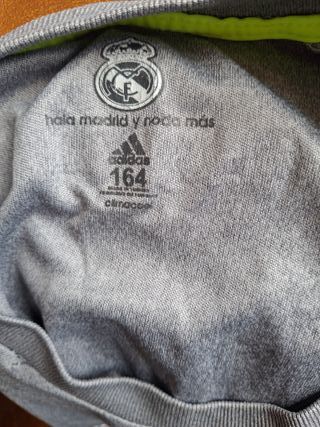 hala madrid y nada más
adidas
164
climacool